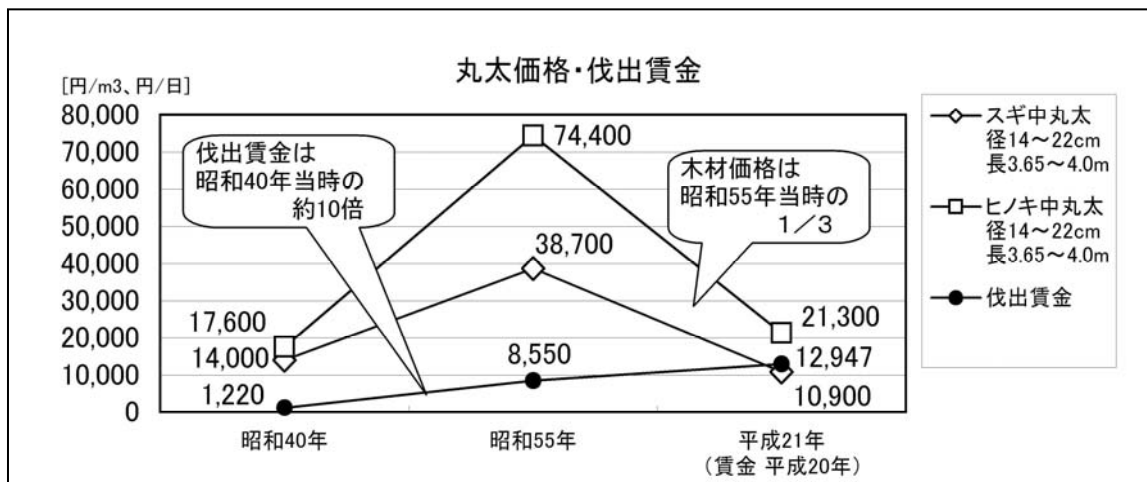 丸太価格・伐出賃金
[円/m3、円/日]
80,000
70,000
60,000
50,000
40,000
30,000
20,000
10,000
0
伐出賃金は
昭和40年当時の
約10倍
木材価格は
昭和55年当時の
1/3
74,400
38,700
17,600
14,000
1,220
8,550
21,300
12,947
10,900
昭和40年
昭和55年
平成21年
(賃金 平成20年)
スギ中丸太
径14~22cm
長3.65~4.0m
ヒノキ中丸太
径14~22cm
長3.65~4.0m
伐出賃金